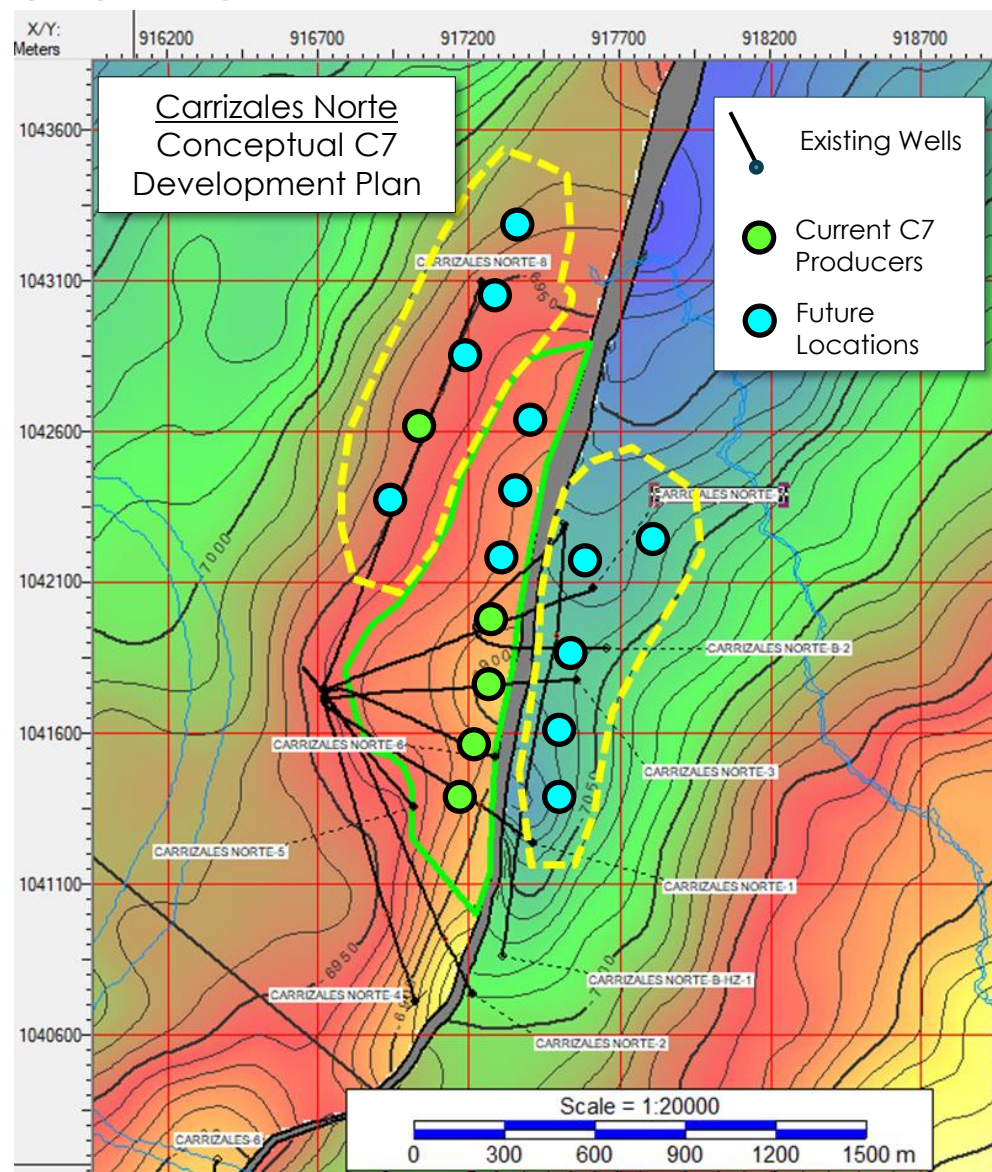 X/Y:
Meters
916200 916700 917200 917700 918200 918700
Carrizales Norte
Conceptual C7
Development Plan
Existing Wells
Current C7
Producers
Future
Locations
1043600
1043100
1042600
1042100
1041600
1041100
1040600
CARRIZALES NORTE-8
-6950
CARRIZALES NORTE-
-7000
CARRIZALES NORTE-B-2
CARRIZALES NORTE-6
CARRIZALES NORTE-3
-7050
CARRIZALES NORTE-5
CARRIZALES NORTE-1
-6950
CARRIZALES NORTE-B-HZ-1
CARRIZALES NORTE-4
CARRIZALES NORTE-2
CARRIZALES-6
Scale = 1:20000
0 300 600 900 1200 1500 m